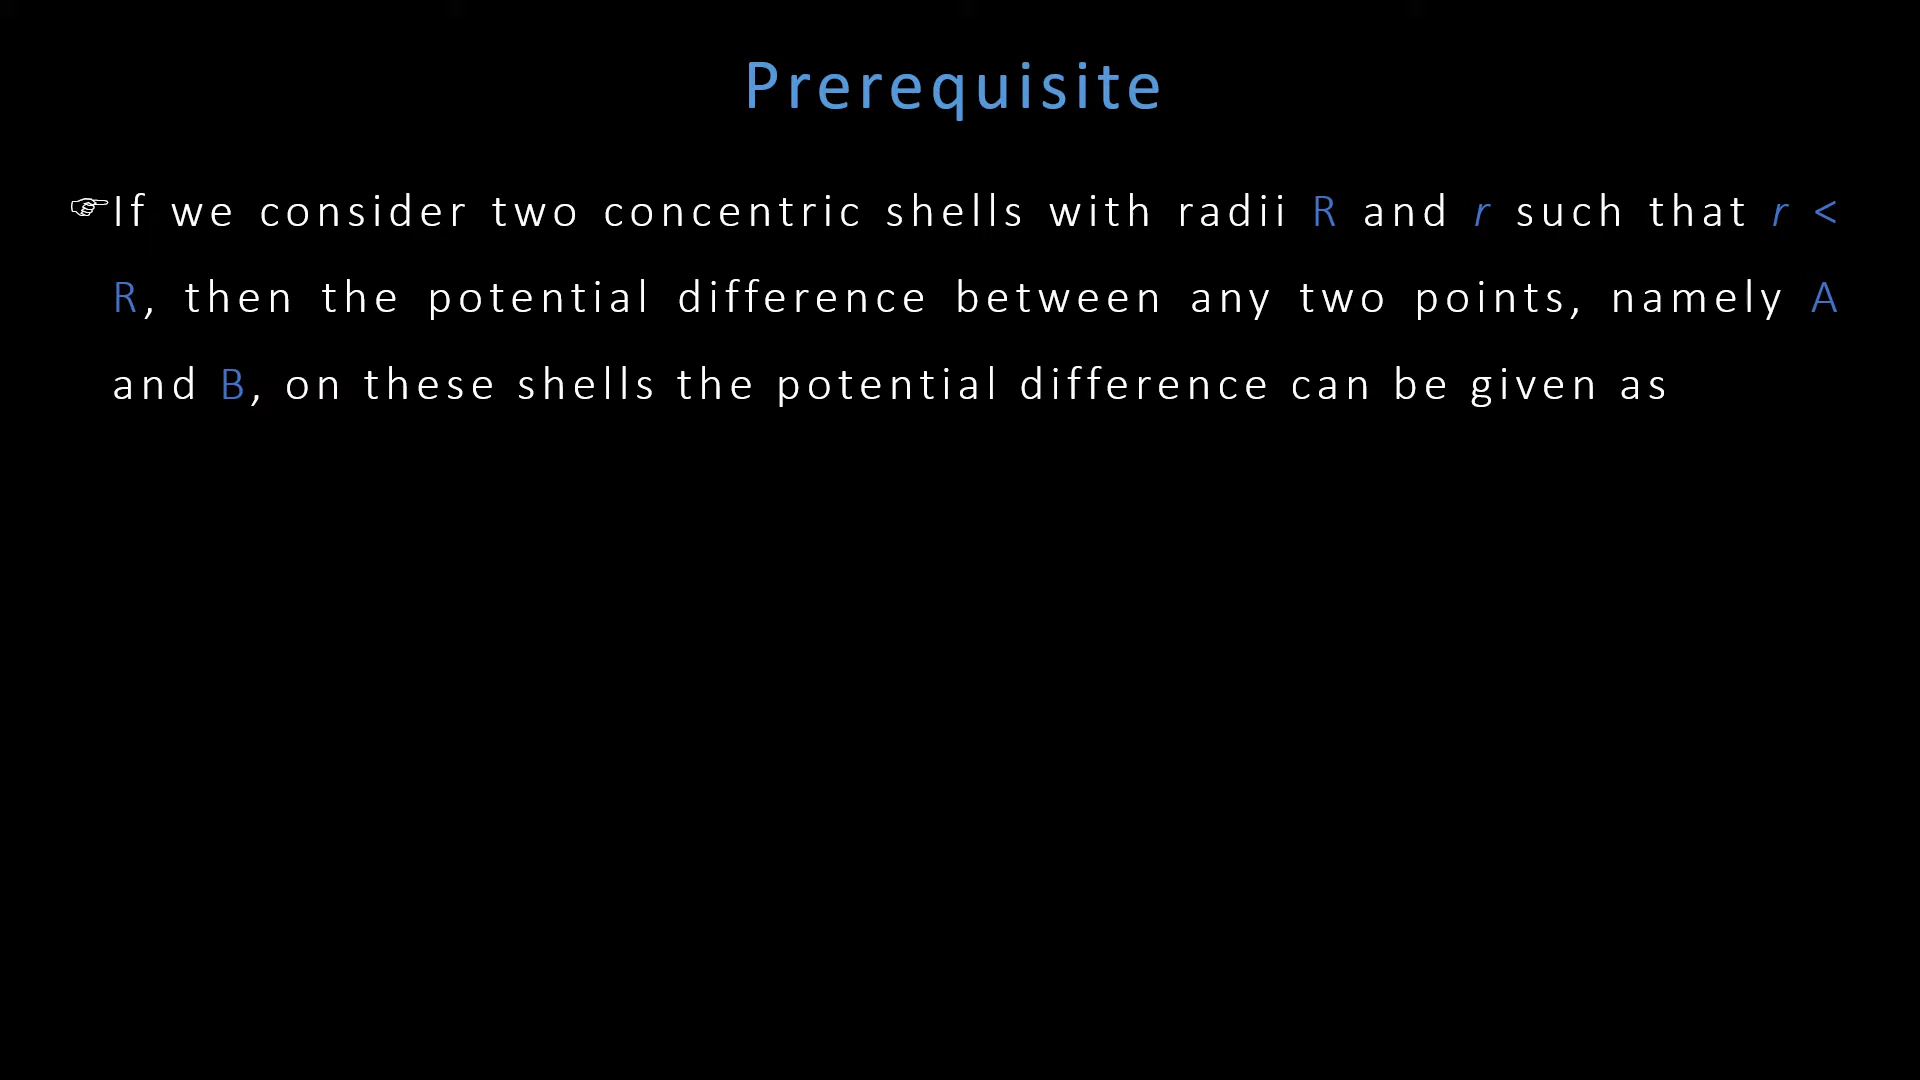 Prerequisite
☞If we consider two concentric shells with radii R and r such that r <
R, then the potential difference between any two points, namely A
and B, on these shells the potential difference can be given as